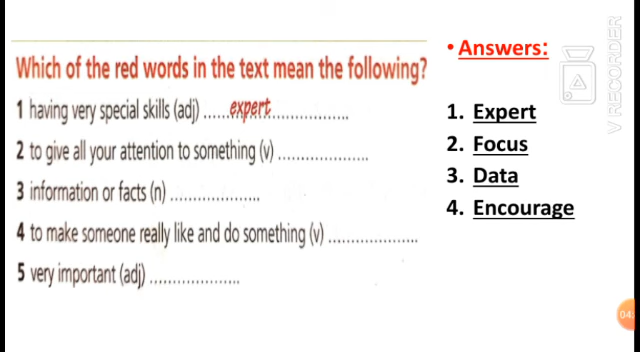 Which of the red words in the text mean the following?
1 having very special skills (adj) ......expert...................
2 to give all your attention to something (v) .....................
3 information or facts (n) .....................
4 to make someone really like and do something (v) .....................
5 very important (adj) .....................
• Answers:
1. Expert
2. Focus
3. Data
4. Encourage
V RECORDER
04: